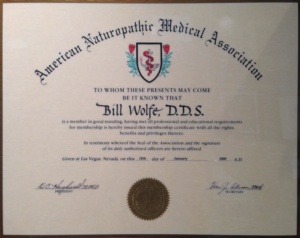 American Naturopathic Medical Association
TO WHOM THESE PRESENTS MAY COME
BE IT KNOWN THAT
Bill Wolfe, D.D.S.
is a member in good standing, having met all professional and educational requirements
for membership is hereby issued this membership certificate with all the rights,
benefits and privileges thereto.
In testimony whereof the Seal of the Association and the signature
of its duly authorized officers are hereto affixed.
Given at Las Vegas, Nevada, on this day of A.D.
PRESIDENT
SECRETARY